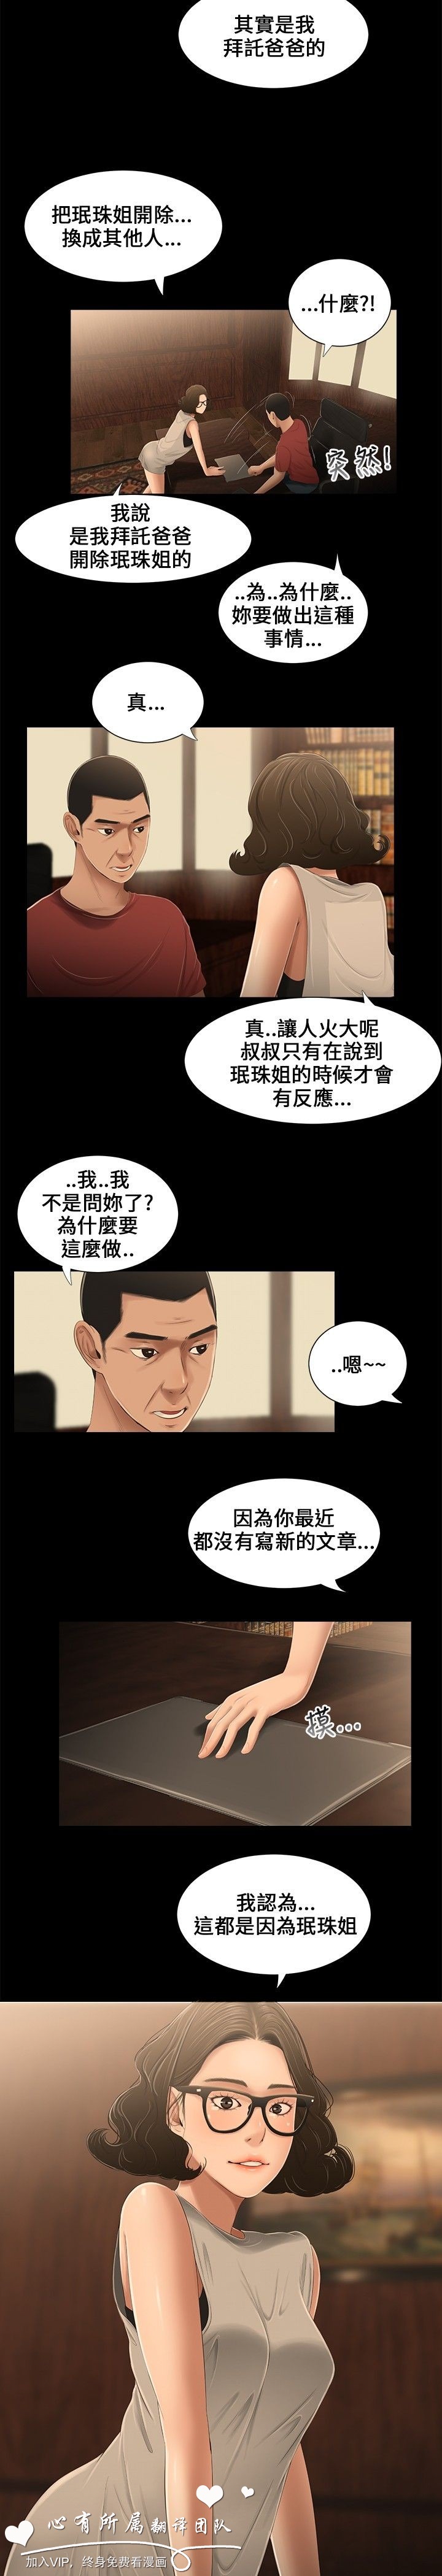 其實是我
拜託爸爸的
把珉珠姐開除...
換成其他人...
...什麼?!
突然!
我說
是我拜託爸爸
開除珉珠姐的
..為..為什麼..
妳要做出這種
事情...
真...
真..讓人火大呢
叔叔只有在說到
珉珠姐的時候才會
有反應...
..我..我
不是問妳了?
為什麼要
這麼做..
..嗯~~
因為你最近
都沒有寫新的文章...
摸...
我認為...
這都是因為珉珠姐
心有所属翻译团队
加入VIP，终身免费看漫画